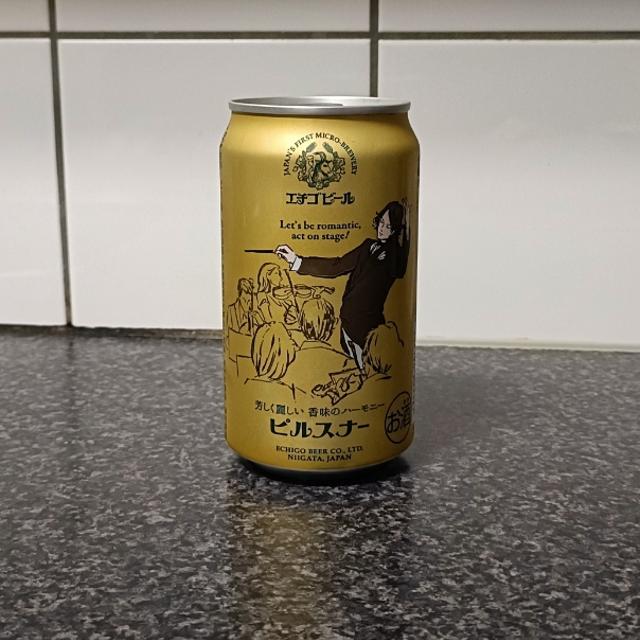 JAPAN'S FIRST MICRO-BREWERY
エチゴビール
Let's be romantic,
act on stage!
芳しく麗しい 香味のハーモニー
ピルスナー
お酒
ECHIGO BEER CO., LTD.
NIIGATA, JAPAN